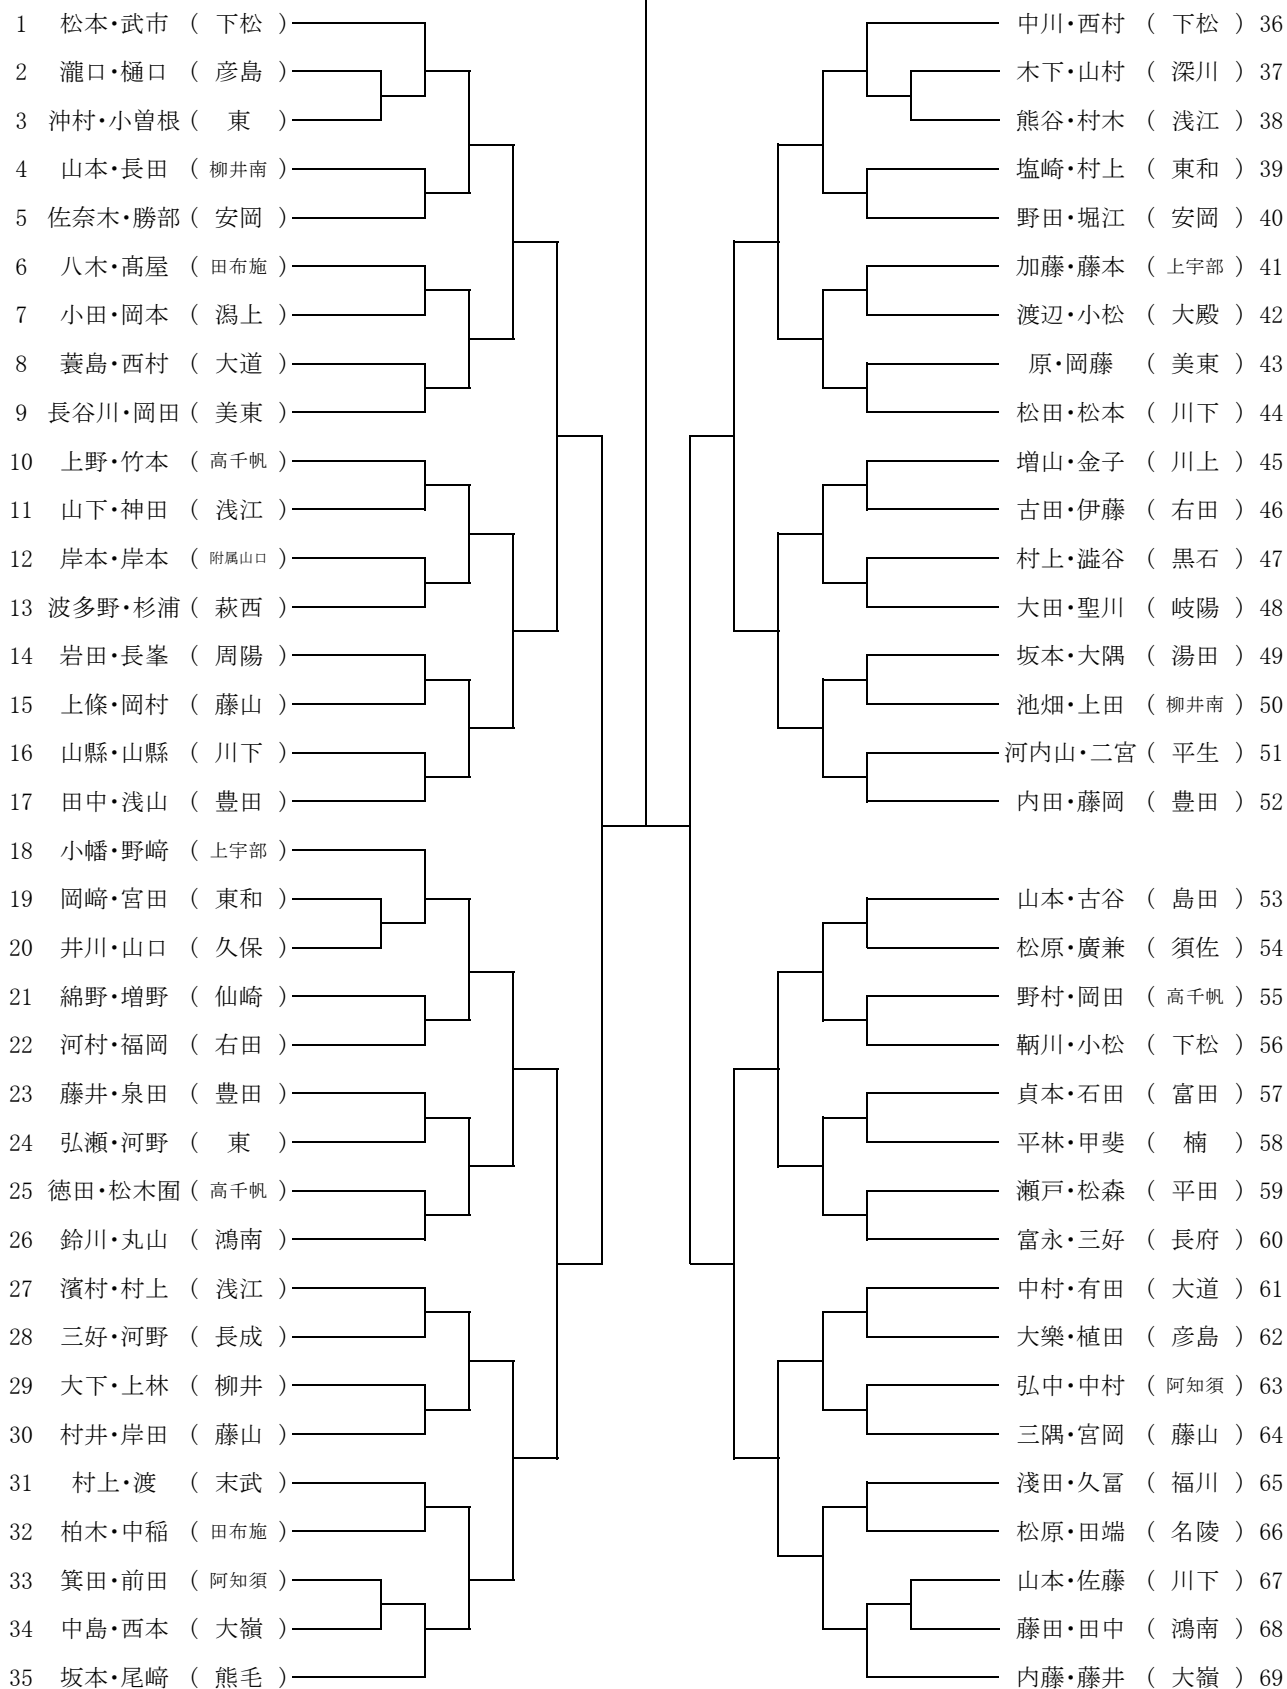 1 松本・武市 ( 下松 )
2 瀧口・樋口 ( 彦島 )
3 沖村・小曽根 ( 東 )
4 山本・長田 ( 柳井南 )
5 佐奈木・勝部 ( 安岡 )
6 八木・髙屋 ( 田布施 )
7 小田・岡本 ( 潟上 )
8 蓑島・西村 ( 大道 )
9 長谷川・岡田 ( 美東 )
10 上野・竹本 ( 高千帆 )
11 山下・神田 ( 浅江 )
12 岸本・岸本 ( 附属山口 )
13 波多野・杉浦 ( 萩西 )
14 岩田・長峯 ( 周陽 )
15 上條・岡村 ( 藤山 )
16 山縣・山縣 ( 川下 )
17 田中・浅山 ( 豊田 )
18 小幡・野﨑 ( 上宇部 )
19 岡﨑・宮田 ( 東和 )
20 井川・山口 ( 久保 )
21 綿野・増野 ( 仙崎 )
22 河村・福岡 ( 右田 )
23 藤井・泉田 ( 豊田 )
24 弘瀬・河野 ( 東 )
25 徳田・松木囿 ( 高千帆 )
26 鈴川・丸山 ( 鴻南 )
27 濱村・村上 ( 浅江 )
28 三好・河野 ( 長成 )
29 大下・上林 ( 柳井 )
30 村井・岸田 ( 藤山 )
31 村上・渡 ( 末武 )
32 柏木・中稲 ( 田布施 )
33 箕田・前田 ( 阿知須 )
34 中島・西本 ( 大嶺 )
35 坂本・尾﨑 ( 熊毛 )
中川・西村 ( 下松 ) 36
木下・山村 ( 深川 ) 37
熊谷・村木 ( 浅江 ) 38
塩崎・村上 ( 東和 ) 39
野田・堀江 ( 安岡 ) 40
加藤・藤本 ( 上宇部 ) 41
渡辺・小松 ( 大殿 ) 42
原・岡藤 ( 美東 ) 43
松田・松本 ( 川下 ) 44
増山・金子 ( 川上 ) 45
古田・伊藤 ( 右田 ) 46
村上・澁谷 ( 黒石 ) 47
大田・聖川 ( 岐陽 ) 48
坂本・大隅 ( 湯田 ) 49
池畑・上田 ( 柳井南 ) 50
河内山・二宮 ( 平生 ) 51
内田・藤岡 ( 豊田 ) 52
山本・古谷 ( 島田 ) 53
松原・廣兼 ( 須佐 ) 54
野村・岡田 ( 高千帆 ) 55
鞆川・小松 ( 下松 ) 56
貞本・石田 ( 富田 ) 57
平林・甲斐 ( 楠 ) 58
瀬戸・松森 ( 平田 ) 59
富永・三好 ( 長府 ) 60
中村・有田 ( 大道 ) 61
大樂・植田 ( 彦島 ) 62
弘中・中村 ( 阿知須 ) 63
三隅・宮岡 ( 藤山 ) 64
淺田・久冨 ( 福川 ) 65
松原・田端 ( 名陵 ) 66
山本・佐藤 ( 川下 ) 67
藤田・田中 ( 鴻南 ) 68
内藤・藤井 ( 大嶺 ) 69